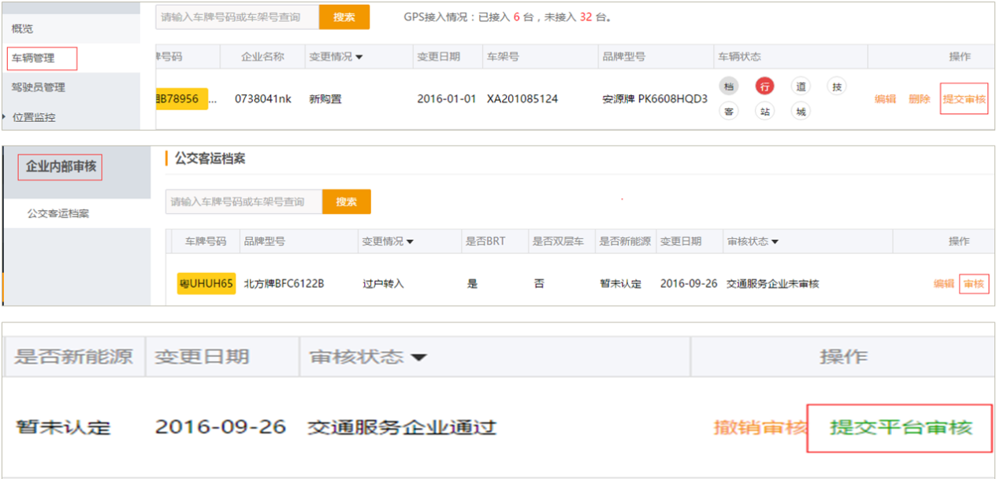 概览
车辆管理
驾驶员管理
位置监控
请输入车牌号码或车架号查询 搜索 GPS接入情况：已接入 6 台，未接入 32 台。
号码 企业名称 变更情况 变更日期 车架号 品牌型号 车辆状态 操作
B78956 ... 0738041nk 新购置 2016-01-01 XA201085124 安源牌 PK6608HQD3 档 行 道 技 编辑 删除 提交审核
客 站 城
企业内部审核
公交客运档案
公交客运档案
请输入车牌号码或车架号查询 搜索
车牌号码 品牌型号 变更情况 是否BRT 是否双层车 是否新能源 变更日期 审核状态 操作
粤UHUH65 北方牌BFC6122B 过户转入 是 否 暂未认定 2016-09-26 交通服务企业未审核 编辑 审核
是否新能源 变更日期 审核状态 操作
暂未认定 2016-09-26 交通服务企业通过 撤销审核 提交平台审核